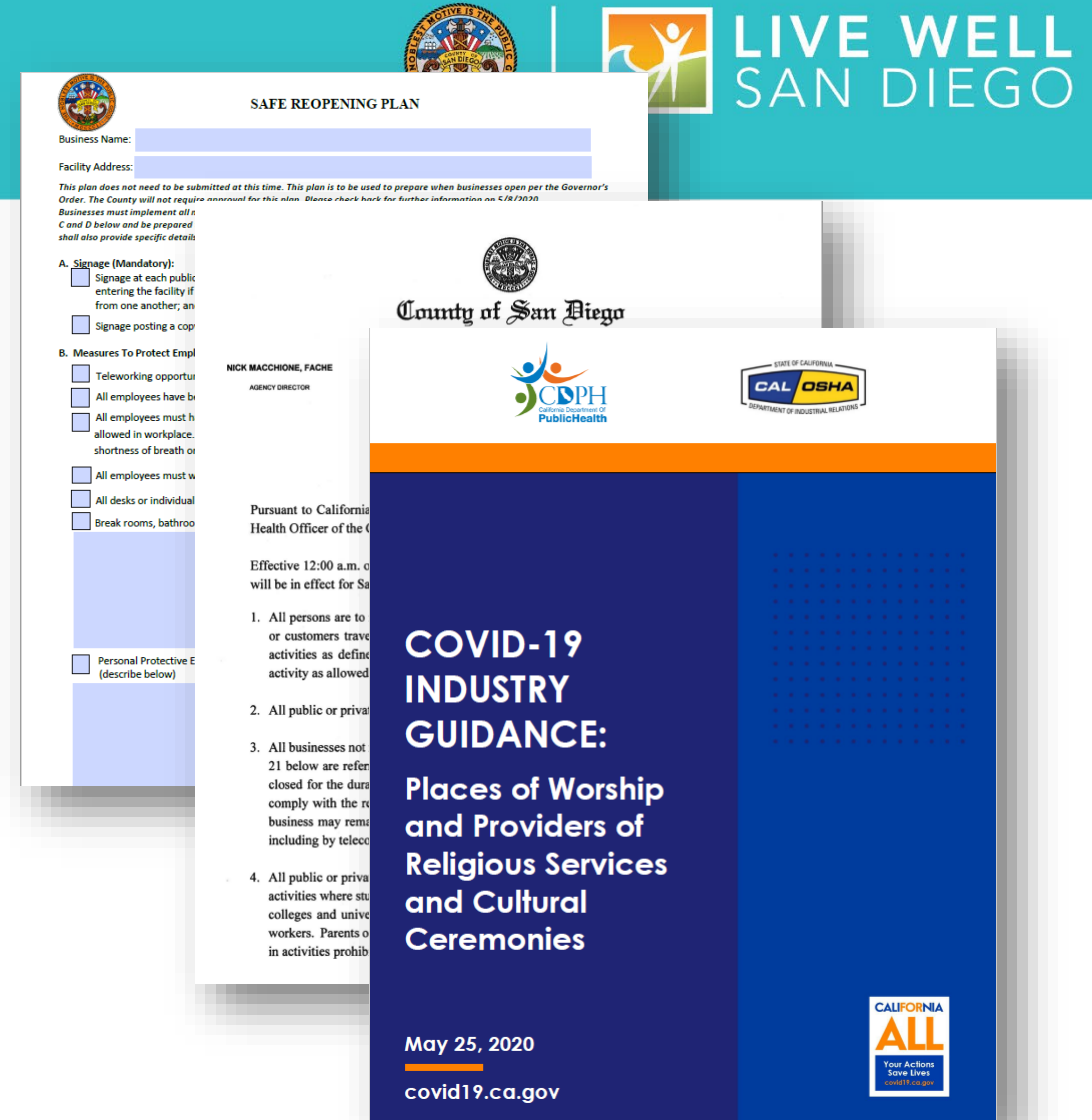 NOBLEST MOTIVE IS THE PUBLIC G
COUNTY OF
SAN DIEGO
LIVE WELL
SAN DIEGO
SAFE REOPENING PLAN
Business Name:
Facility Address:
This plan does not need to be submitted at this time. This plan is to be used to prepare when businesses open per the Governor's
Order. The County will not require approval for this plan. Please check back for further information on 5/8/2020
Businesses must implement all
C and D below and be prepared
shall also provide specific details
A. Signage (Mandatory):
Signage at each public
entering the facility if
from one another; and
Signage posting a copy
B. Measures To Protect Empl
Teleworking opportu
All employees have b
All employees must h
allowed in workplace.
shortness of breath o
All employees must w
All desks or individual
Break rooms, bathroo
Personal Protective E
(describe below)
County of San Diego
NICK MACCHIONE, FACHE
AGENCY DIRECTOR
Pursuant to California
Health Officer of the
Effective 12:00 a.m. o
will be in effect for Sa
1. All persons are to
or customers trave
activities as define
activity as allowed
2. All public or priva
3. All businesses not
21 below are refer
closed for the dura
comply with the re
business may rema
including by teleco
4. All public or priva
activities where stu
colleges and unive
workers. Parents o
in activities prohib
CDPH
California Department Of
PublicHealth
STATE OF CALIFORNIA
CAL OSHA
DEPARTMENT OF INDUSTRIAL RELATIONS
COVID-19
INDUSTRY
GUIDANCE:
Places of Worship
and Providers of
Religious Services
and Cultural
Ceremonies
May 25, 2020
covid19.ca.gov
CALIFORNIA
ALL
Your Actions
Save Lives
covid19.ca.gov